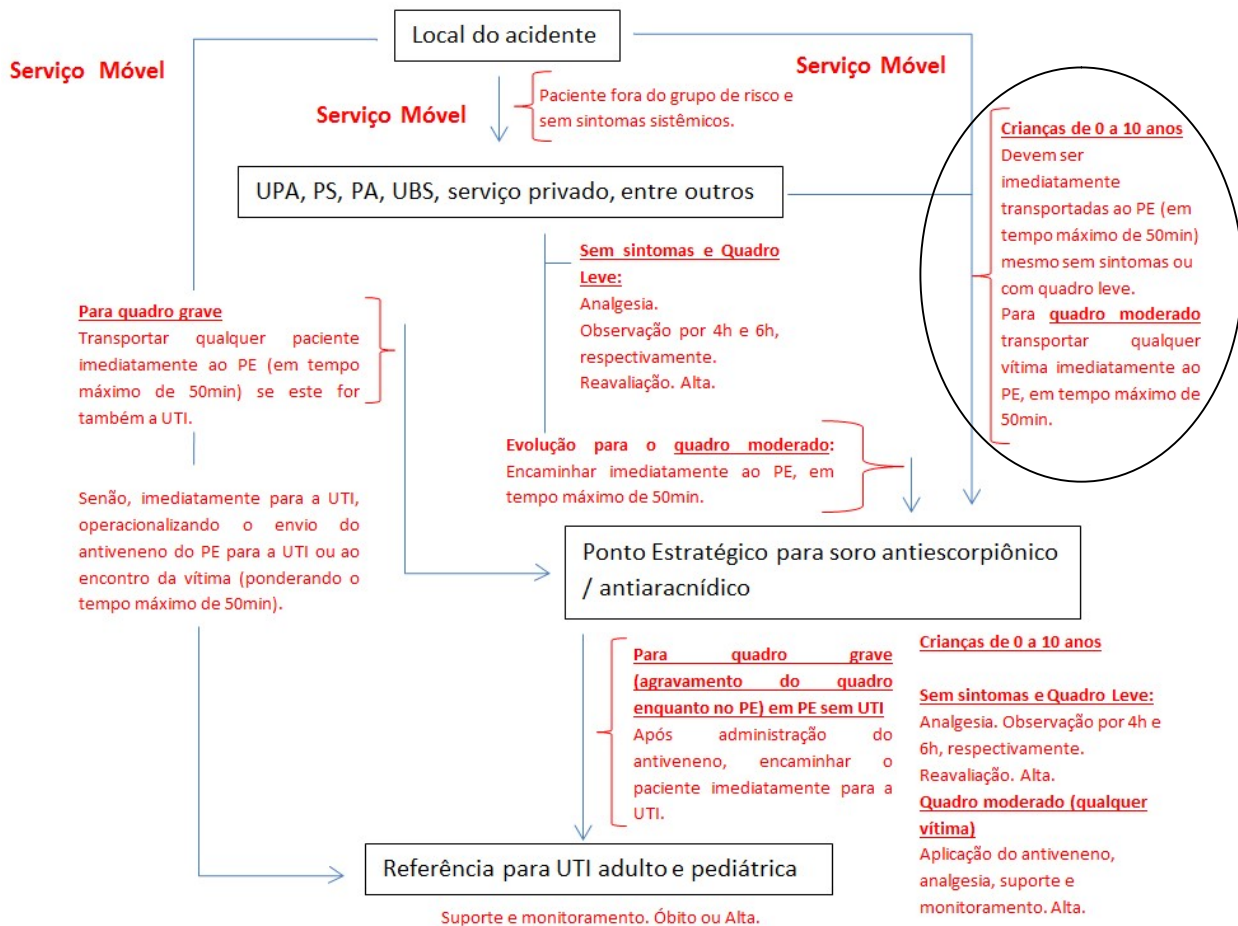 Local do acidente
Serviço Móvel
Serviço Móvel
Serviço Móvel
Paciente fora do grupo de risco e
sem sintomas sistêmicos.
UPA, PS, PA, UBS, serviço privado, entre outros
Crianças de 0 a 10 anos
Devem ser
imediatamente
transportadas ao PE (em
tempo máximo de 50min)
mesmo sem sintomas ou
com quadro leve.
Para quadro moderado
transportar qualquer
vítima imediatamente ao
PE, em tempo máximo de
50min.
Sem sintomas e Quadro
Leve:
Analgesia.
Observação por 4h e 6h,
respectivamente.
Reavaliação. Alta.
Para quadro grave
Transportar qualquer paciente
imediatamente ao PE (em tempo
máximo de 50min) se este for
também a UTI.
Evolução para o quadro moderado:
Encaminhar imediatamente ao PE, em
tempo máximo de 50min.
Senão, imediatamente para a UTI,
operacionalizando o envio do
antiveneno do PE para a UTI ou ao
encontro da vítima (ponderando o
tempo máximo de 50min).
Ponto Estratégico para soro antiescorpiônico
/ antiaracnídico
Para quadro grave
(agravamento do quadro
enquanto no PE) em PE sem UTI
Após administração do
antiveneno, encaminhar o
paciente imediatamente para a
UTI.
Crianças de 0 a 10 anos
Sem sintomas e Quadro Leve:
Analgesia. Observação por 4h e
6h, respectivamente.
Reavaliação. Alta.
Quadro moderado (qualquer
vítima)
Aplicação do antiveneno,
analgesia, suporte e
monitoramento. Alta.
Referência para UTI adulto e pediátrica
Suporte e monitoramento. Óbito ou Alta.